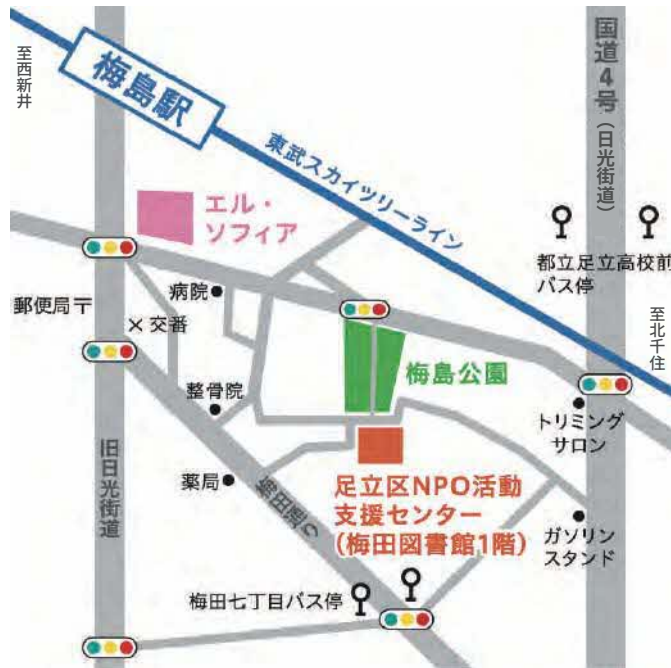 至西新井
梅島駅
東武スカイツリーライン
国道4号(日光街道)
エル・
ソフィア
都立足立高校前
バス停
郵便局〒
病院
交番
至北千住
梅島公園
整骨院
トリミング
サロン
旧日光街道
薬局
梅田通り
足立区NPO活動
支援センター
(梅田図書館1階)
ガソリン
スタンド
梅田七丁目バス停